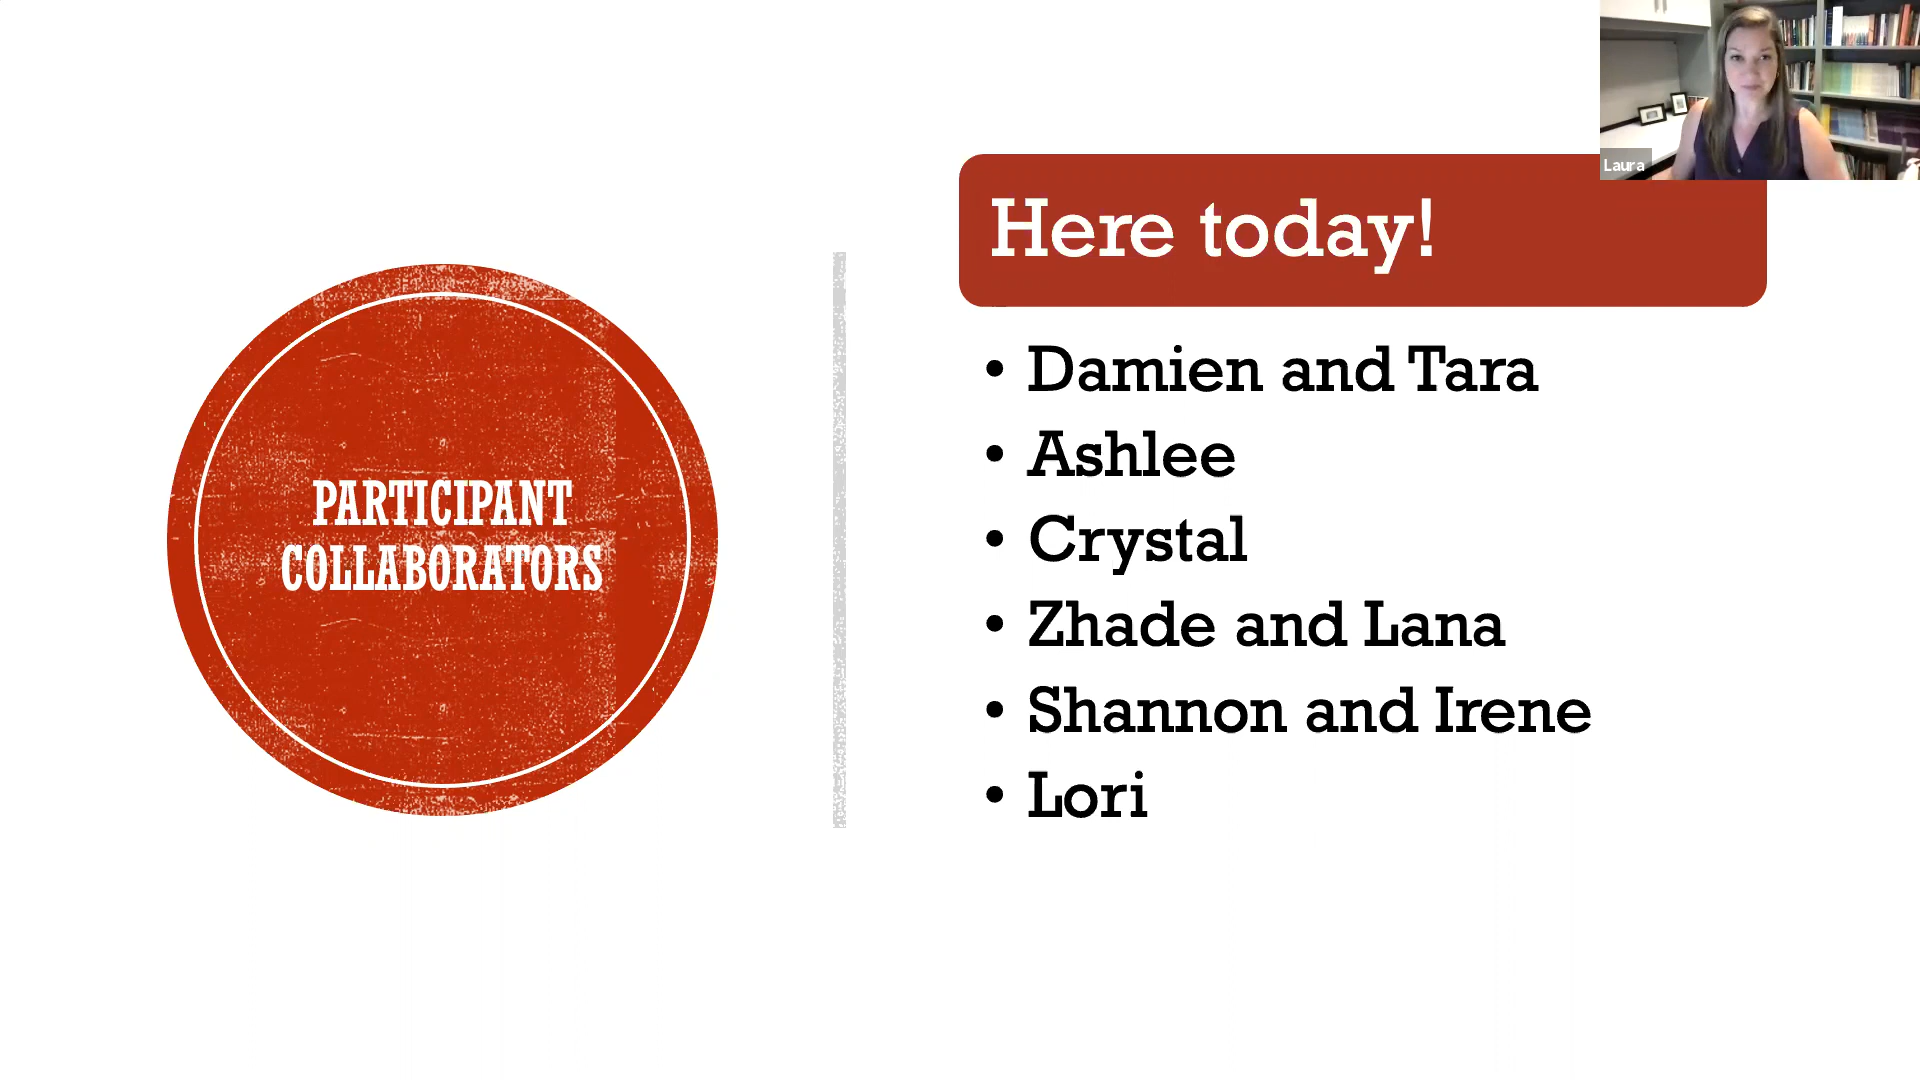 PARTICIPANT
COLLABORATORS
Here today!
• Damien and Tara
• Ashlee
• Crystal
• Zhade and Lana
• Shannon and Irene
• Lori
Laura